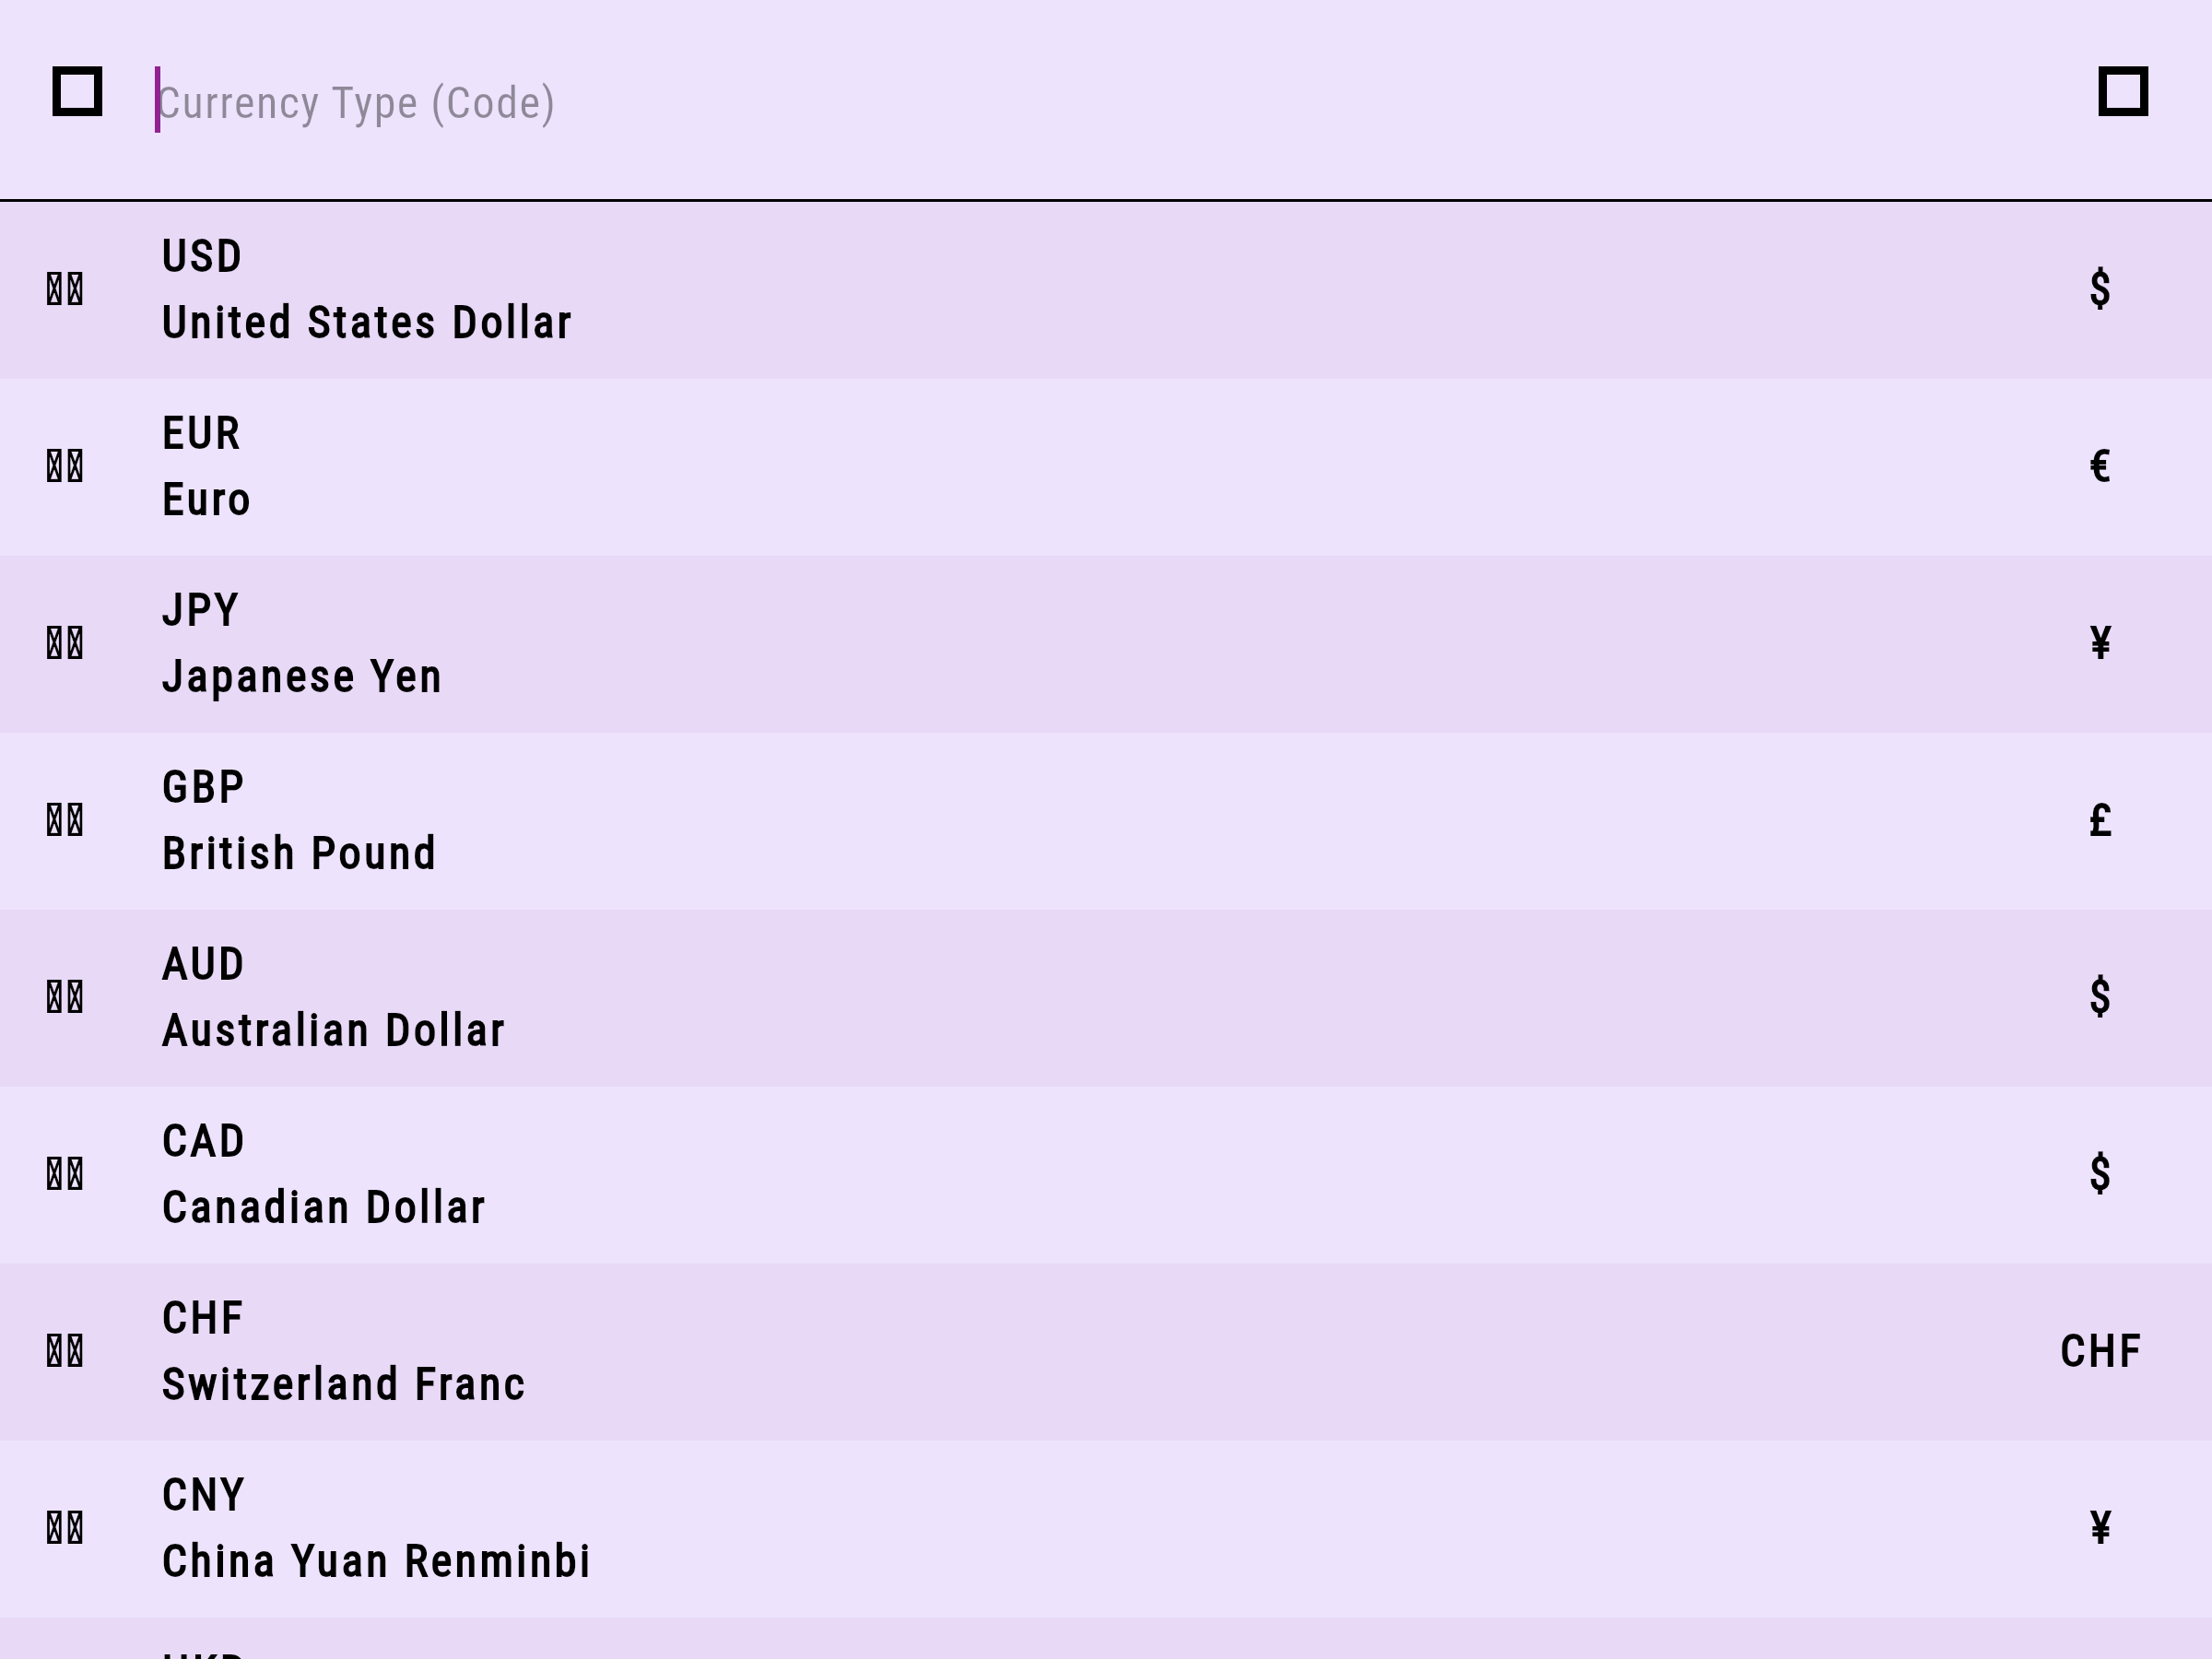 Currency Type (Code)
USD
United States Dollar
$
EUR
Euro
€
JPY
Japanese Yen
¥
GBP
British Pound
£
AUD
Australian Dollar
$
CAD
Canadian Dollar
$
CHF
Switzerland Franc
CHF
CNY
China Yuan Renminbi
¥